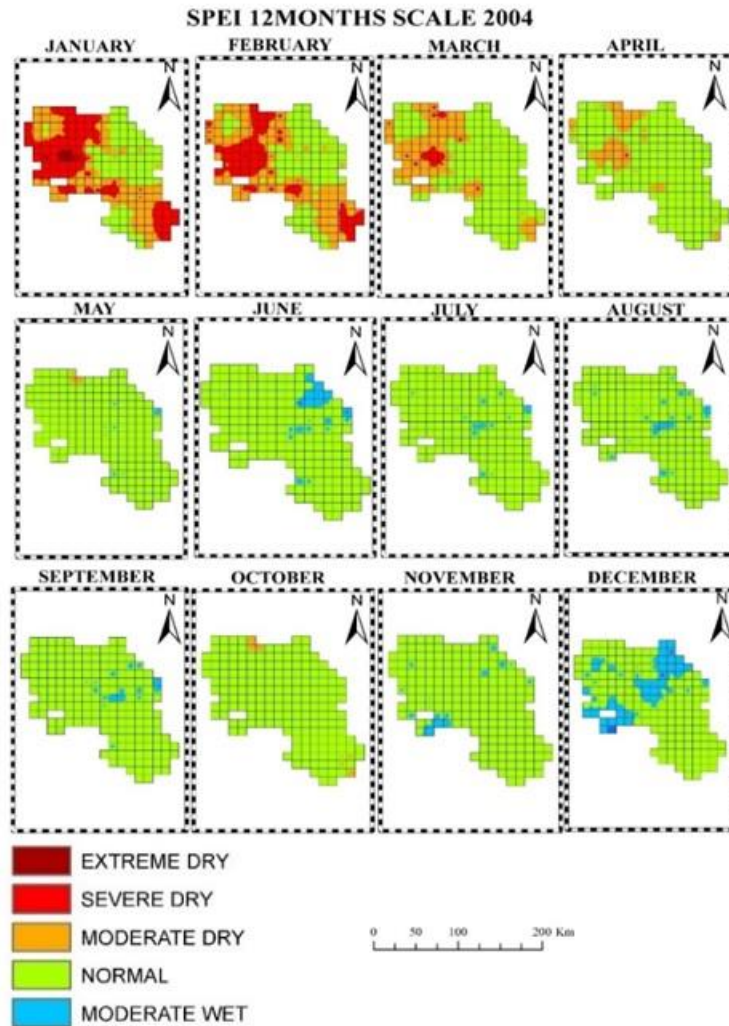 SPEI 12MONTHS SCALE 2004
JANUARY FEBRUARY MARCH APRIL
N N N N
MAY JUNE JULY AUGUST
N N N N
SEPTEMBER OCTOBER NOVEMBER DECEMBER
N N N N
EXTREME DRY
SEVERE DRY
MODERATE DRY
0 50 100 200 Km
NORMAL
MODERATE WET